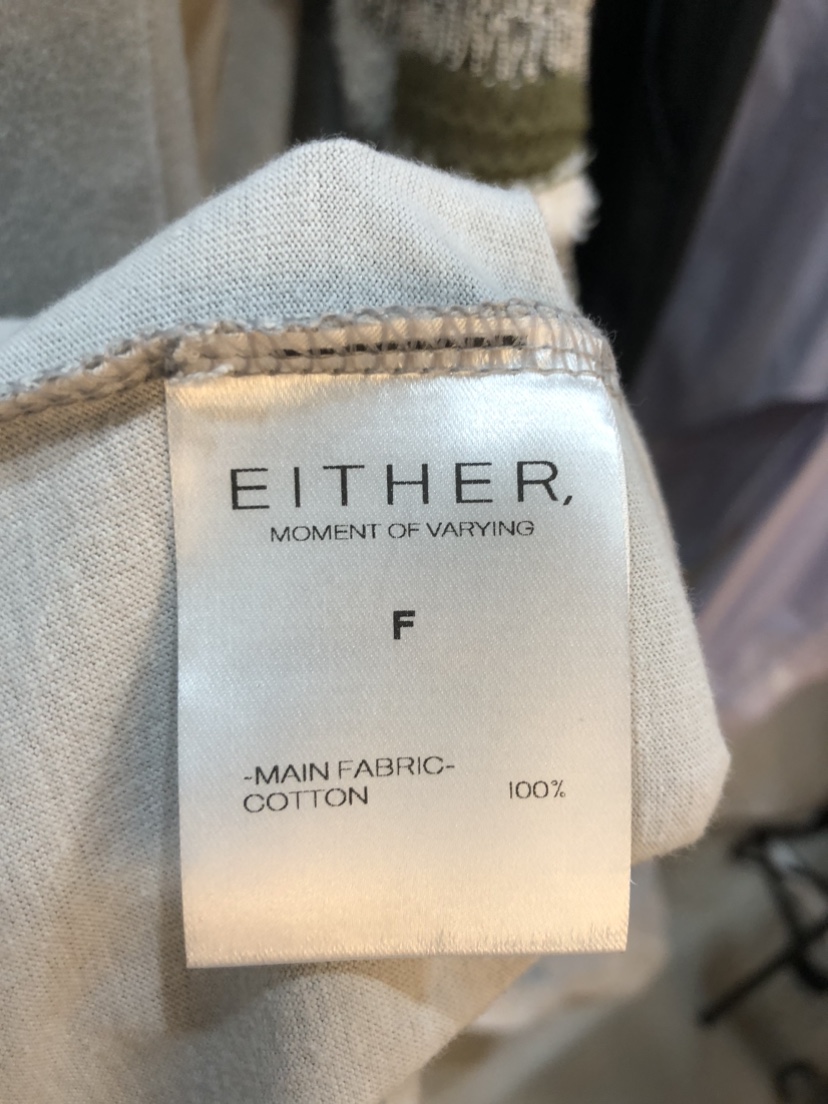 EITHER,
MOMENT OF VARYING
F
-MAIN FABRIC-
COTTON 100%